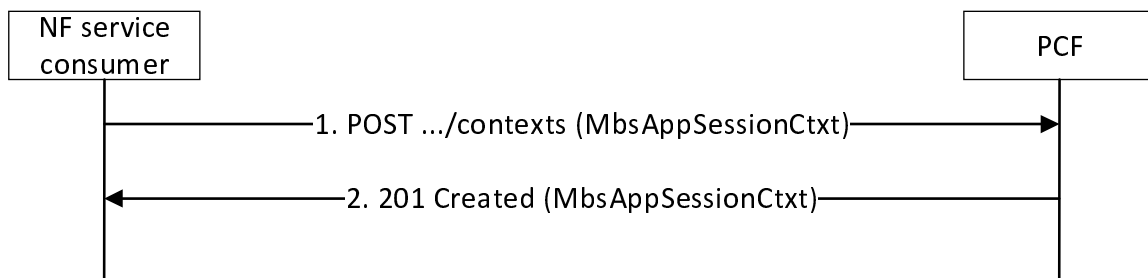 NF service
consumer
PCF
1. POST .../contexts (MbsAppSessionCtxt)
2. 201 Created (MbsAppSessionCtxt)